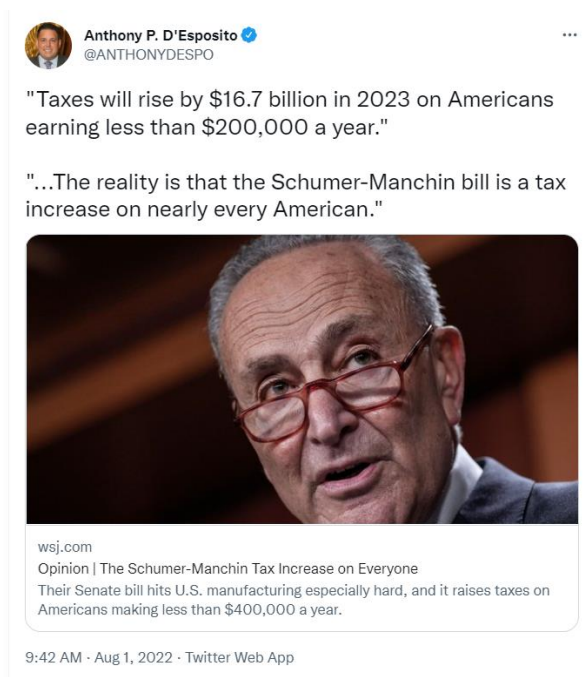 Anthony P. D'Esposito
@ANTHONYDESPO
"Taxes will rise by $16.7 billion in 2023 on Americans
earning less than $200,000 a year."
"...The reality is that the Schumer-Manchin bill is a tax
increase on nearly every American."
wsj.com
Opinion | The Schumer-Manchin Tax Increase on Everyone
Their Senate bill hits U.S. manufacturing especially hard, and it raises taxes on
Americans making less than $400,000 a year.
9:42 AM · Aug 1, 2022 · Twitter Web App